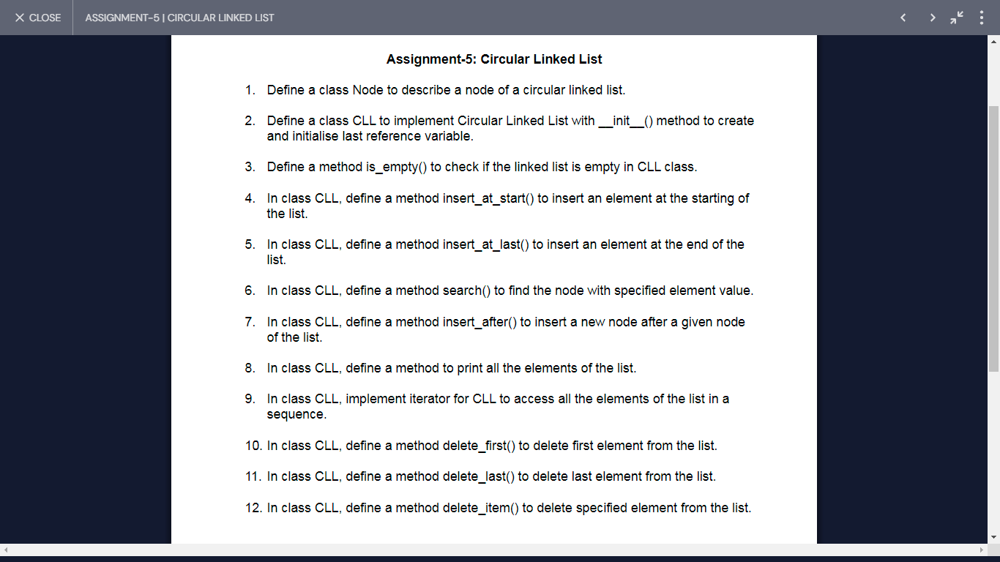 CLOSE
ASSIGNMENT-5 | CIRCULAR LINKED LIST
Assignment-5: Circular Linked List
1. Define a class Node to describe a node of a circular linked list.
2. Define a class CLL to implement Circular Linked List with __init__() method to create
and initialise last reference variable.
3. Define a method is_empty() to check if the linked list is empty in CLL class.
4. In class CLL, define a method insert_at_start() to insert an element at the starting of
the list.
5. In class CLL, define a method insert_at_last() to insert an element at the end of the
list.
6. In class CLL, define a method search() to find the node with specified element value.
7. In class CLL, define a method insert_after() to insert a new node after a given node
of the list.
8. In class CLL, define a method to print all the elements of the list.
9. In class CLL, implement iterator for CLL to access all the elements of the list in a
sequence.
10. In class CLL, define a method delete_first() to delete first element from the list.
11. In class CLL, define a method delete_last() to delete last element from the list.
12. In class CLL, define a method delete_item() to delete specified element from the list.